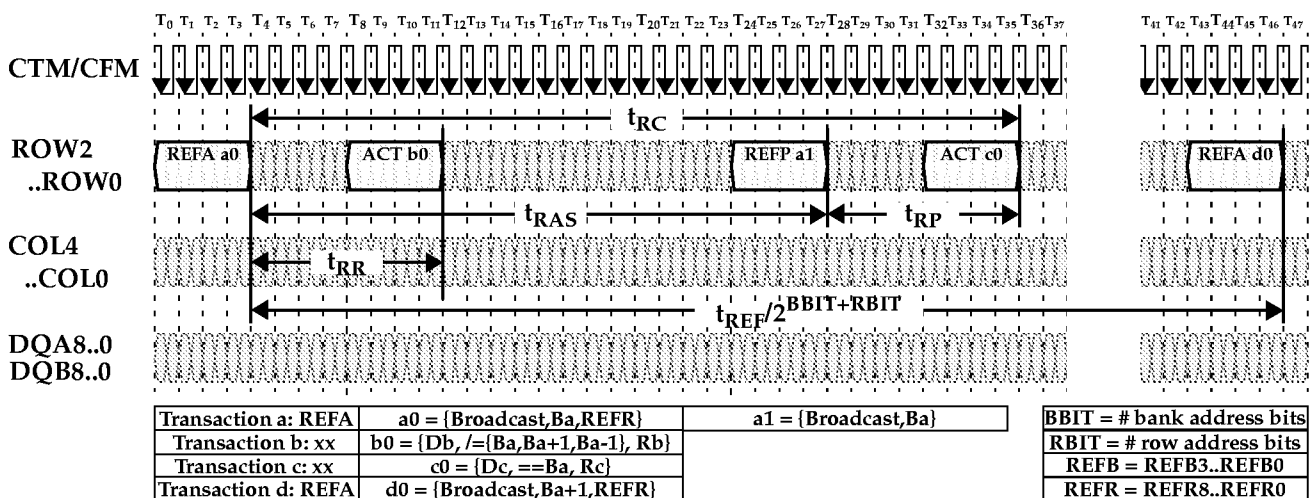 T0 T1 T2 T3 T4 T5 T6 T7 T8 T9 T10 T11 T12 T13 T14 T15 T16 T17 T18 T19 T20 T21 T22 T23 T24 T25 T26 T27 T28 T29 T30 T31 T32 T33 T34 T35 T36 T37 T41 T42 T43 T44 T45 T46 T47
CTM/CFM
tRC
ROW2
..ROW0
REFA a0 ACT b0 REFP a1 ACT c0 REFA d0
tRAS tRP
COL4
..COL0
tRR
tREF/2BBIT+RBIT
DQA8..0
DQB8..0
Transaction a: REFA a0 = {Broadcast,Ba,REFR} a1 = {Broadcast,Ba}
Transaction b: xx b0 = {Db, /={Ba,Ba+1,Ba-1}, Rb}
Transaction c: xx c0 = {Dc, ==Ba, Rc}
Transaction d: REFA d0 = {Broadcast,Ba+1,REFR}
BBIT = # bank address bits
RBIT = # row address bits
REFB = REFB3..REFB0
REFR = REFR8..REFR0